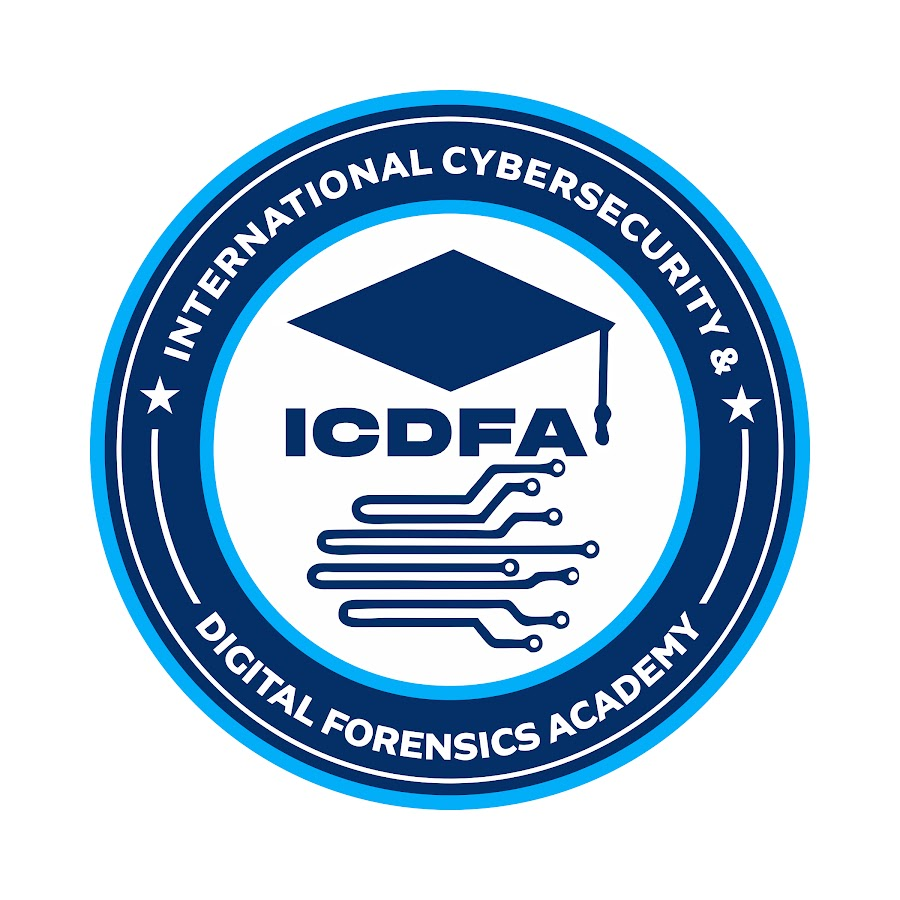 INTERNATIONAL CYBERSECURITY &
ICDFA
DIGITAL FORENSICS ACADEMY